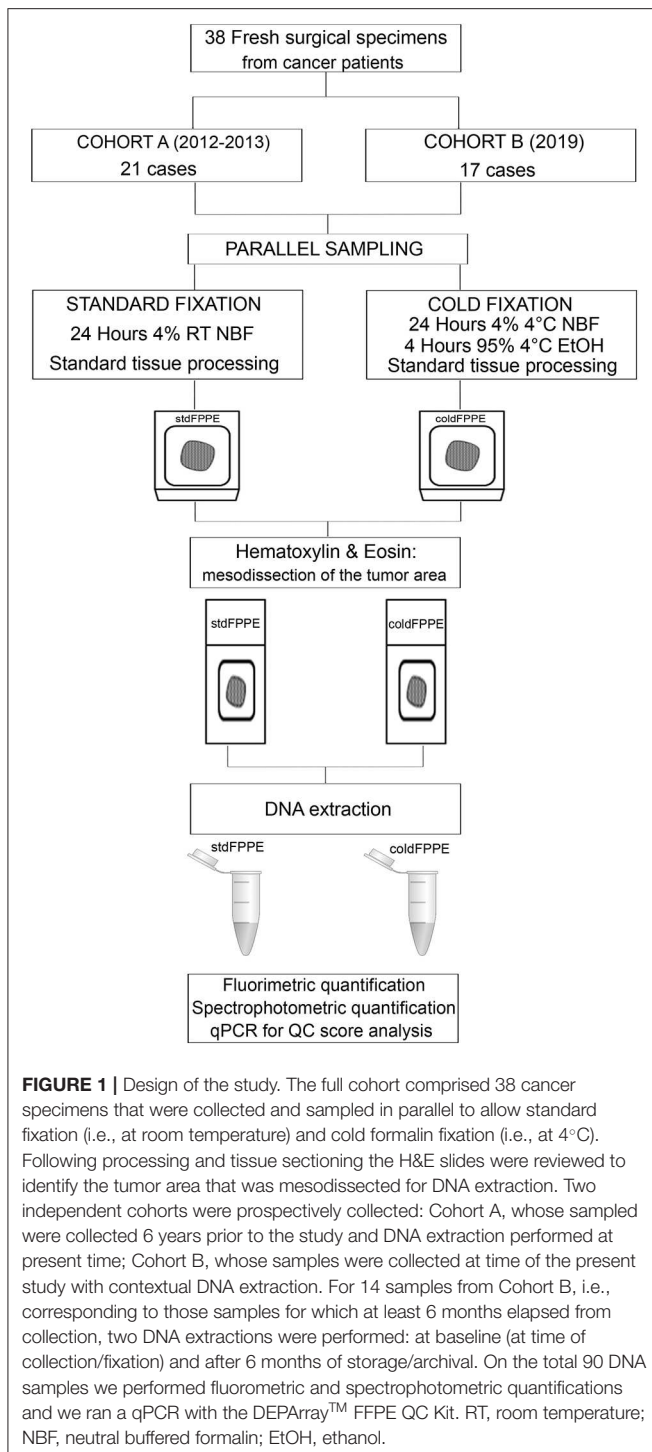 38 Fresh surgical specimens
from cancer patients
COHORT A (2012-2013)
21 cases
COHORT B (2019)
17 cases
PARALLEL SAMPLING
STANDARD FIXATION
24 Hours 4% RT NBF
Standard tissue processing
COLD FIXATION
24 Hours 4% 4°C NBF
4 Hours 95% 4°C EtOH
Standard tissue processing
stdFPPE
coldFPPE
Hematoxylin & Eosin:
mesodissection of the tumor area
stdFPPE
coldFPPE
DNA extraction
stdFPPE
coldFPPE
Fluorimetric quantification
Spectrophotometric quantification
qPCR for QC score analysis
FIGURE 1 | Design of the study. The full cohort comprised 38 cancer
specimens that were collected and sampled in parallel to allow standard
fixation (i.e., at room temperature) and cold formalin fixation (i.e., at 4°C).
Following processing and tissue sectioning the H&E slides were reviewed to
identify the tumor area that was mesodissected for DNA extraction. Two
independent cohorts were prospectively collected: Cohort A, whose sampled
were collected 6 years prior to the study and DNA extraction performed at
present time; Cohort B, whose samples were collected at time of the present
study with contextual DNA extraction. For 14 samples from Cohort B, i.e.,
corresponding to those samples for which at least 6 months elapsed from
collection, two DNA extractions were performed: at baseline (at time of
collection/fixation) and after 6 months of storage/archival. On the total 90 DNA
samples we performed fluorometric and spectrophotometric quantifications
and we ran a qPCR with the DEPArray™ FFPE QC Kit. RT, room temperature;
NBF, neutral buffered formalin; EtOH, ethanol.